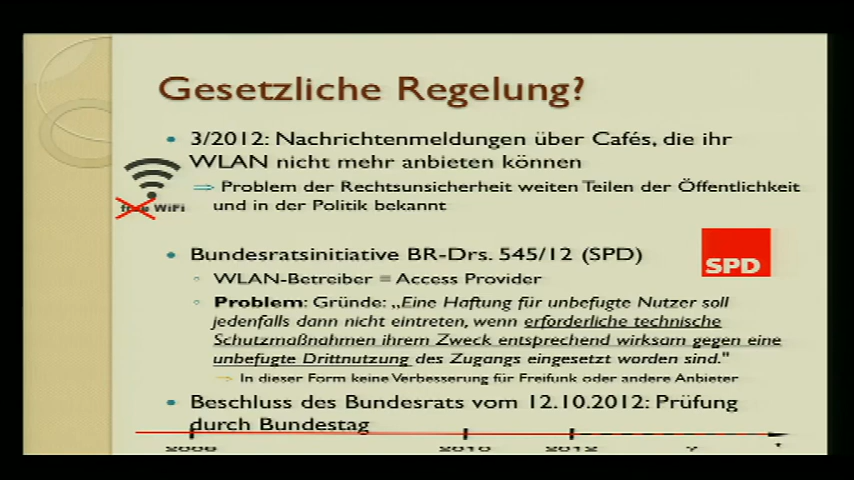 Gesetzliche Regelung?
• 3/2012: Nachrichtenmeldungen über Cafés, die ihr
WLAN nicht mehr anbieten können
⇒ Problem der Rechtsunsicherheit weiten Teilen der Öffentlichkeit
und in der Politik bekannt
free WiFi
• Bundesratsinitiative BR-Drs. 545/12 (SPD)
SPD
◦ WLAN-Betreiber = Access Provider
◦ Problem: Gründe: „Eine Haftung für unbefugte Nutzer soll
jedenfalls dann nicht eintreten, wenn erforderliche technische
Schutzmaßnahmen ihrem Zweck entsprechend wirksam gegen eine
unbefugte Drittnutzung des Zugangs eingesetzt worden sind."
⇒ In dieser Form keine Verbesserung für Freifunk oder andere Anbieter
• Beschluss des Bundesrats vom 12.10.2012: Prüfung
durch Bundestag
2010 2012 ? t